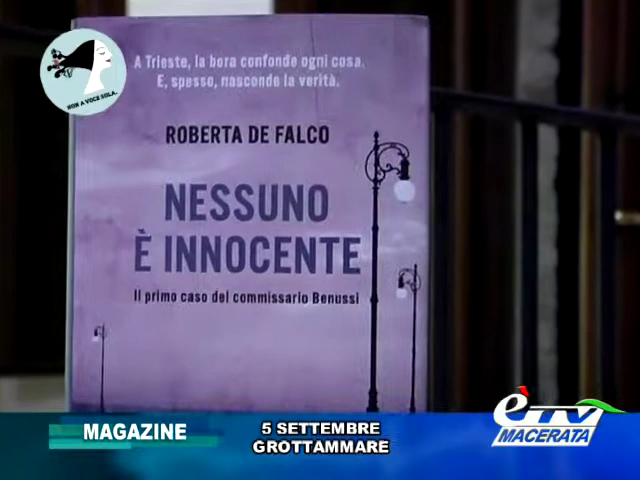 NON A VOCE SOLA.
A Trieste, la bora confonde ogni cosa.
E, spesso, nasconde la verità.
ROBERTA DE FALCO
NESSUNO
È INNOCENTE
Il primo caso del commissario Benussi
MAGAZINE
5 SETTEMBRE
GROTTAMMARE
èTV
MACERATA